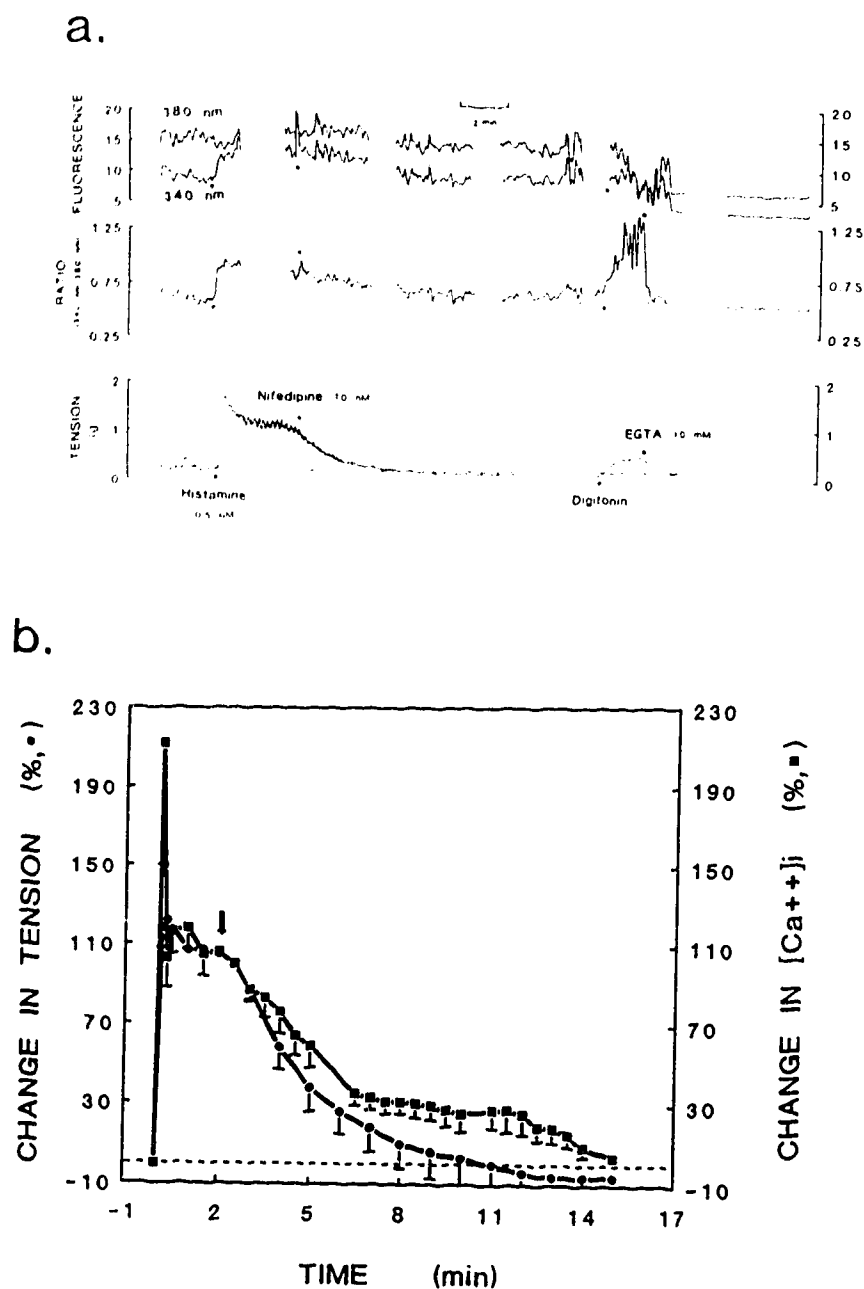 a.
FLUORESCENCE
20
15
10
5
380 nm
340 nm
2 min
20
15
10
5
RATIO
1.25
0.75
0.25
1.25
0.75
0.25
TENSION
2
1
0
Nifedipine 10 nM
EGTA 10 mM
Histamine
Digitonin
2
1
0
b.
CHANGE IN TENSION (%,●)
230
190
150
110
70
30
-10
230
190
150
110
70
30
-10
CHANGE IN [Ca++]i (%,■)
-1 2 5 8 11 14 17
TIME (min)